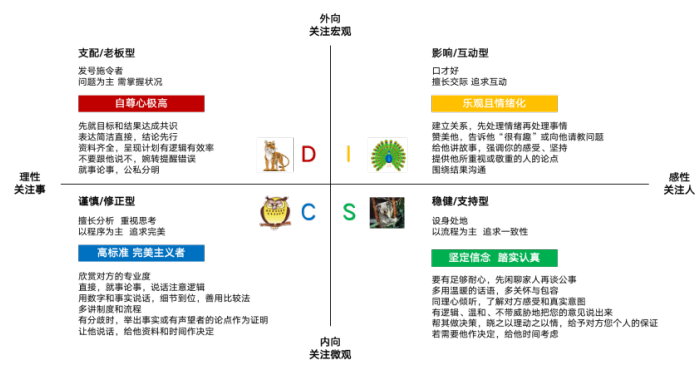 外向
关注宏观
支配/老板型
发号施令者
问题为主 需掌握状况
自尊心极高
先就目标和结果达成共识
表达简洁直接，结论先行
资料齐全，呈现计划有逻辑有效率
不要跟他说不，婉转提醒错误
就事论事，公私分明
影响/互动型
口才好
擅长交际 追求互动
乐观且情绪化
建立关系，先处理情绪再处理事情
赞美他，告诉他“很有趣”或向他请教问题
给他讲故事，强调你的感受、坚持
提供他所重视或敬重的人的论点
围绕结果沟通
D
I
理性
关注事
感性
关注人
C
S
谨慎/修正型
擅长分析 重视思考
以程序为主 追求完美
高标准 完美主义者
欣赏对方的专业度
直接，就事论事，说话注意逻辑
用数字和事实说话，细节到位，善用比较法
多讲制度和流程
有分歧时，举出事实或有声望者的论点作为证明
让他说话，给他资料和时间作决定
稳健/支持型
设身处地
以流程为主 追求一致性
坚定信念 踏实认真
要有足够耐心，先闲聊家人再谈公事
多用温暖的话语，多关怀与包容
同理心倾听，了解对方感受和真实意图
有逻辑、温和、不带威胁地把您的意见说出来
帮其做决策，晓之以理动之以情，给予对方您个人的保证
若需要他作决定，给他时间考虑
内向
关注微观